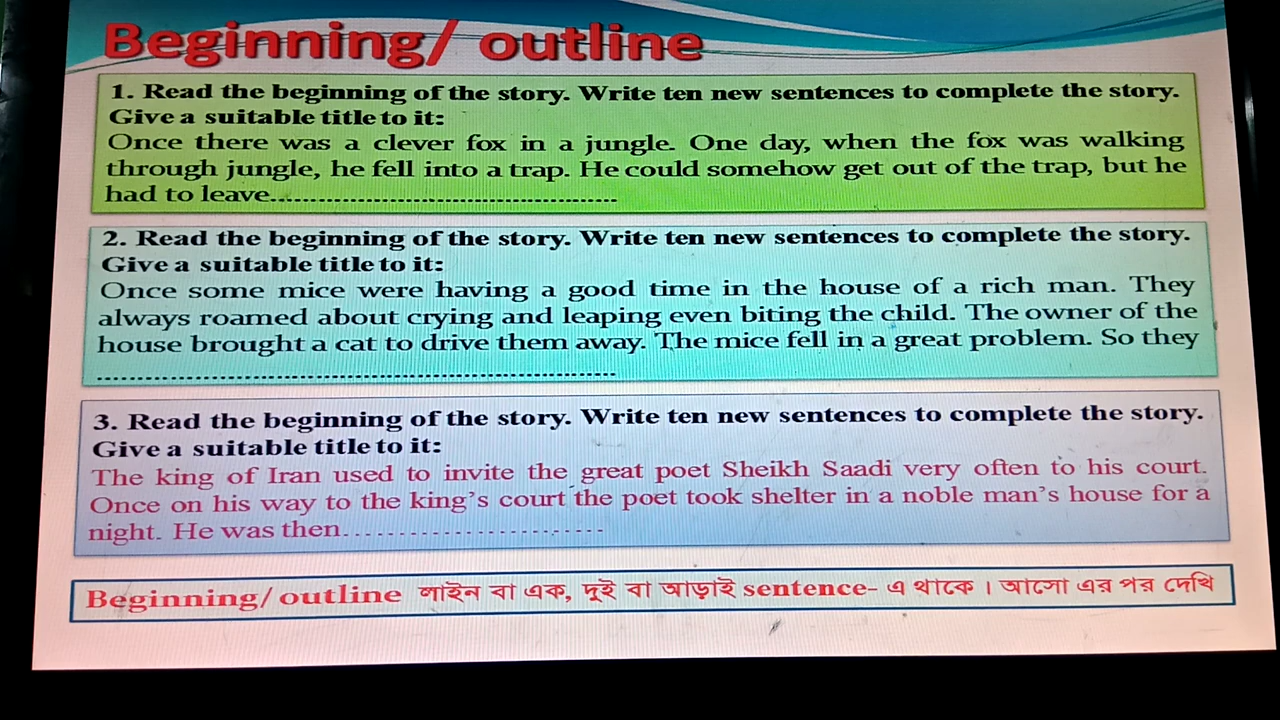 Beginning/ outline
1. Read the beginning of the story. Write ten new sentences to complete the story.
Give a suitable title to it:
Once there was a clever fox in a jungle. One day, when the fox was walking
through jungle, he fell into a trap. He could somehow get out of the trap, but he
had to leave....................................................
2. Read the beginning of the story. Write ten new sentences to complete the story.
Give a suitable title to it:
Once some mice were having a good time in the house of a rich man. They
always roamed about crying and leaping even biting the child. The owner of the
house brought a cat to drive them away. The mice fell in a great problem. So they
................................................................
3. Read the beginning of the story. Write ten new sentences to complete the story.
Give a suitable title to it:
The king of Iran used to invite the great poet Sheikh Saadi very often to his court.
Once on his way to the king's court the poet took shelter in a noble man's house for a
night. He was then.........................
Beginning/ outline লাইন বা এক, দুই বা আড়াই sentence- এ থাকে । আসো এর পর দেখি